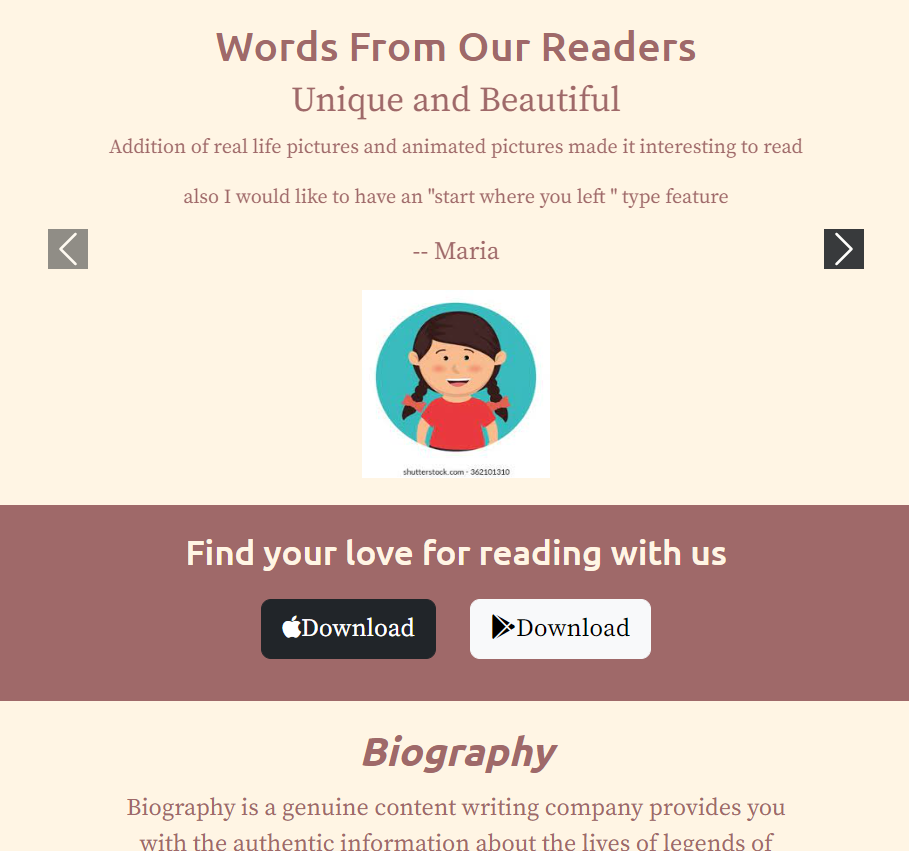 Words From Our Readers
Unique and Beautiful
Addition of real life pictures and animated pictures made it interesting to read
also I would like to have an "start where you left " type feature
-- Maria
shutterstock.com - 362101310
Find your love for reading with us
Download
Download
Biography
Biography is a genuine content writing company provides you
with the authentic information about the lives of legends of